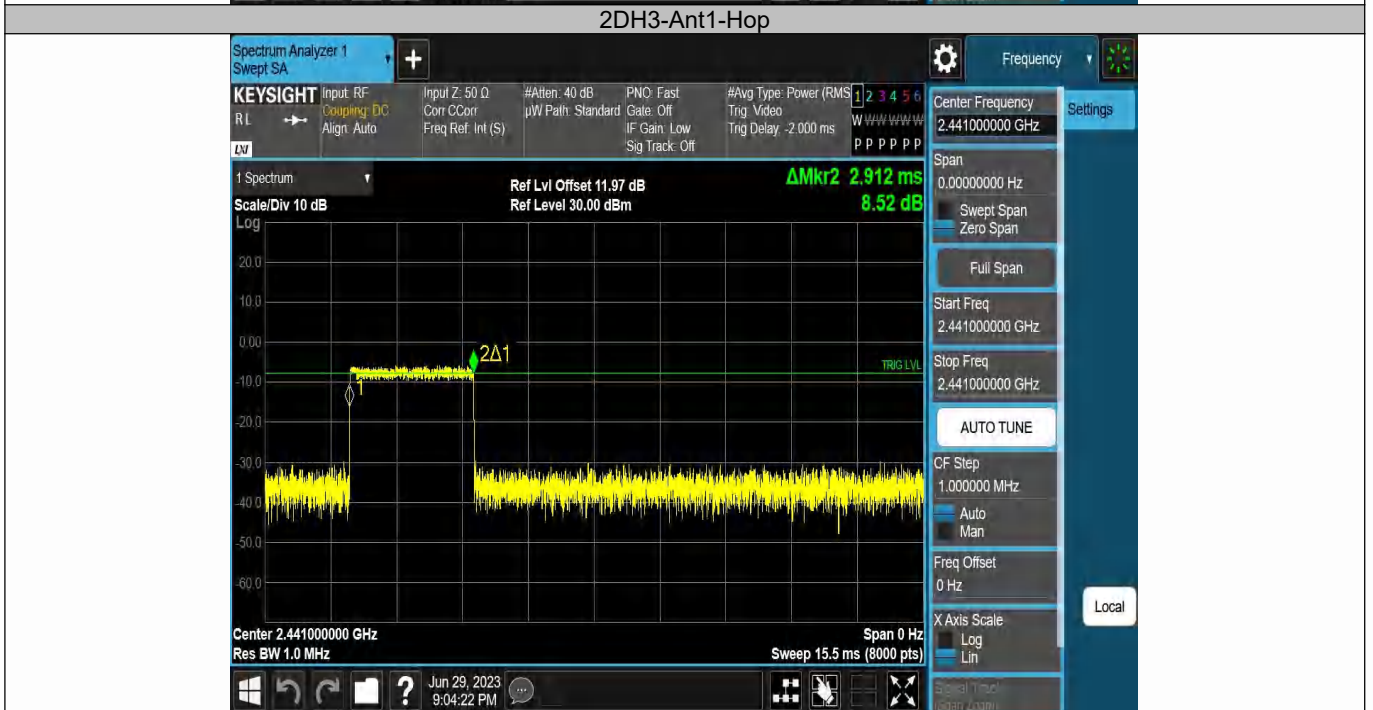 2DH3-Ant1-Hop
Spectrum Analyzer 1
Swept SA
+
Frequency
KEYSIGHT
RL
LXI
Input: RF
Coupling: DC
Align: Auto
Input Z: 50 Ω
Corr CCorr
Freq Ref: Int (S)
#Atten: 40 dB
µW Path: Standard
PNO: Fast
Gate: Off
IF Gain: Low
Sig Track: Off
#Avg Type: Power (RMS
Trig: Video
Trig Delay: -2.000 ms
1 2 3 4 5 6
W W W W W W
P P P P P P
Center Frequency
2.441000000 GHz
Settings
Span
0.00000000 Hz
Swept Span
Zero Span
Full Span
Start Freq
2.441000000 GHz
Stop Freq
2.441000000 GHz
AUTO TUNE
CF Step
1.000000 MHz
Auto
Man
Freq Offset
0 Hz
X Axis Scale
Log
Lin
Local
1 Spectrum
Scale/Div 10 dB
Log
Ref Lvl Offset 11.97 dB
Ref Level 30.00 dBm
ΔMkr2 2.912 ms
8.52 dB
20.0
10.0
0.00
-10.0
-20.0
-30.0
-40.0
-50.0
-60.0
2Δ1
1
TRIG LVL
Center 2.441000000 GHz
Res BW 1.0 MHz
Span 0 Hz
Sweep 15.5 ms (8000 pts)
?
Jun 29, 2023
9:04:22 PM